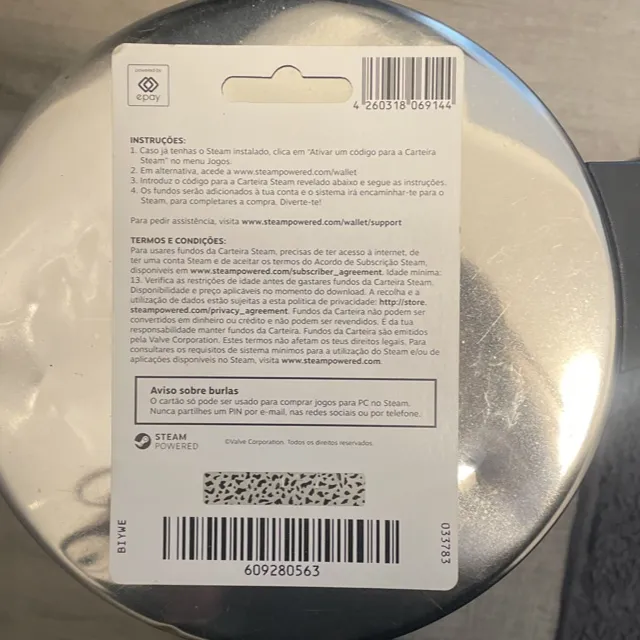 powered by
epay
4 260318 069144
INSTRUÇÕES:
1. Caso já tenhas o Steam instalado, clica em "Ativar um código para a Carteira
Steam" no menu Jogos.
2. Em alternativa, acede a www.steampowered.com/wallet
3. Introduz o código para a Carteira Steam revelado abaixo e segue as instruções.
4. Os fundos serão adicionados à tua conta e o sistema irá encaminhar-te para o
Steam, para completares a compra. Diverte-te!
Para pedir assistência, visita www.steampowered.com/wallet/support
TERMOS E CONDIÇÕES:
Para usares fundos da Carteira Steam, precisas de ter acesso à internet, de
ter uma conta Steam e de aceitar os termos do Acordo de Subscrição Steam,
disponíveis em www.steampowered.com/subscriber_agreement. Idade mínima:
13. Verifica as restrições de idade antes de gastares fundos da Carteira Steam.
Disponibilidade e preço aplicáveis no momento do download. A recolha e a
utilização de dados estão sujeitas a esta política de privacidade: http://store.
steampowered.com/privacy_agreement. Fundos da Carteira não podem ser
convertidos em dinheiro ou crédito e não podem ser revendidos. É da tua
responsabilidade manter fundos da Carteira. Fundos da Carteira são emitidos
pela Valve Corporation. Estes termos não afetam os teus direitos legais. Para
consultares os requisitos de sistema mínimos para a utilização do Steam e/ou de
aplicações disponíveis no Steam, visita www.steampowered.com.
Aviso sobre burlas
O cartão só pode ser usado para comprar jogos para PC no Steam.
Nunca partilhes um PIN por e-mail, nas redes sociais ou por telefone.
STEAM
POWERED
©Valve Corporation. Todos os direitos reservados.
BIYWE
033783
609280563